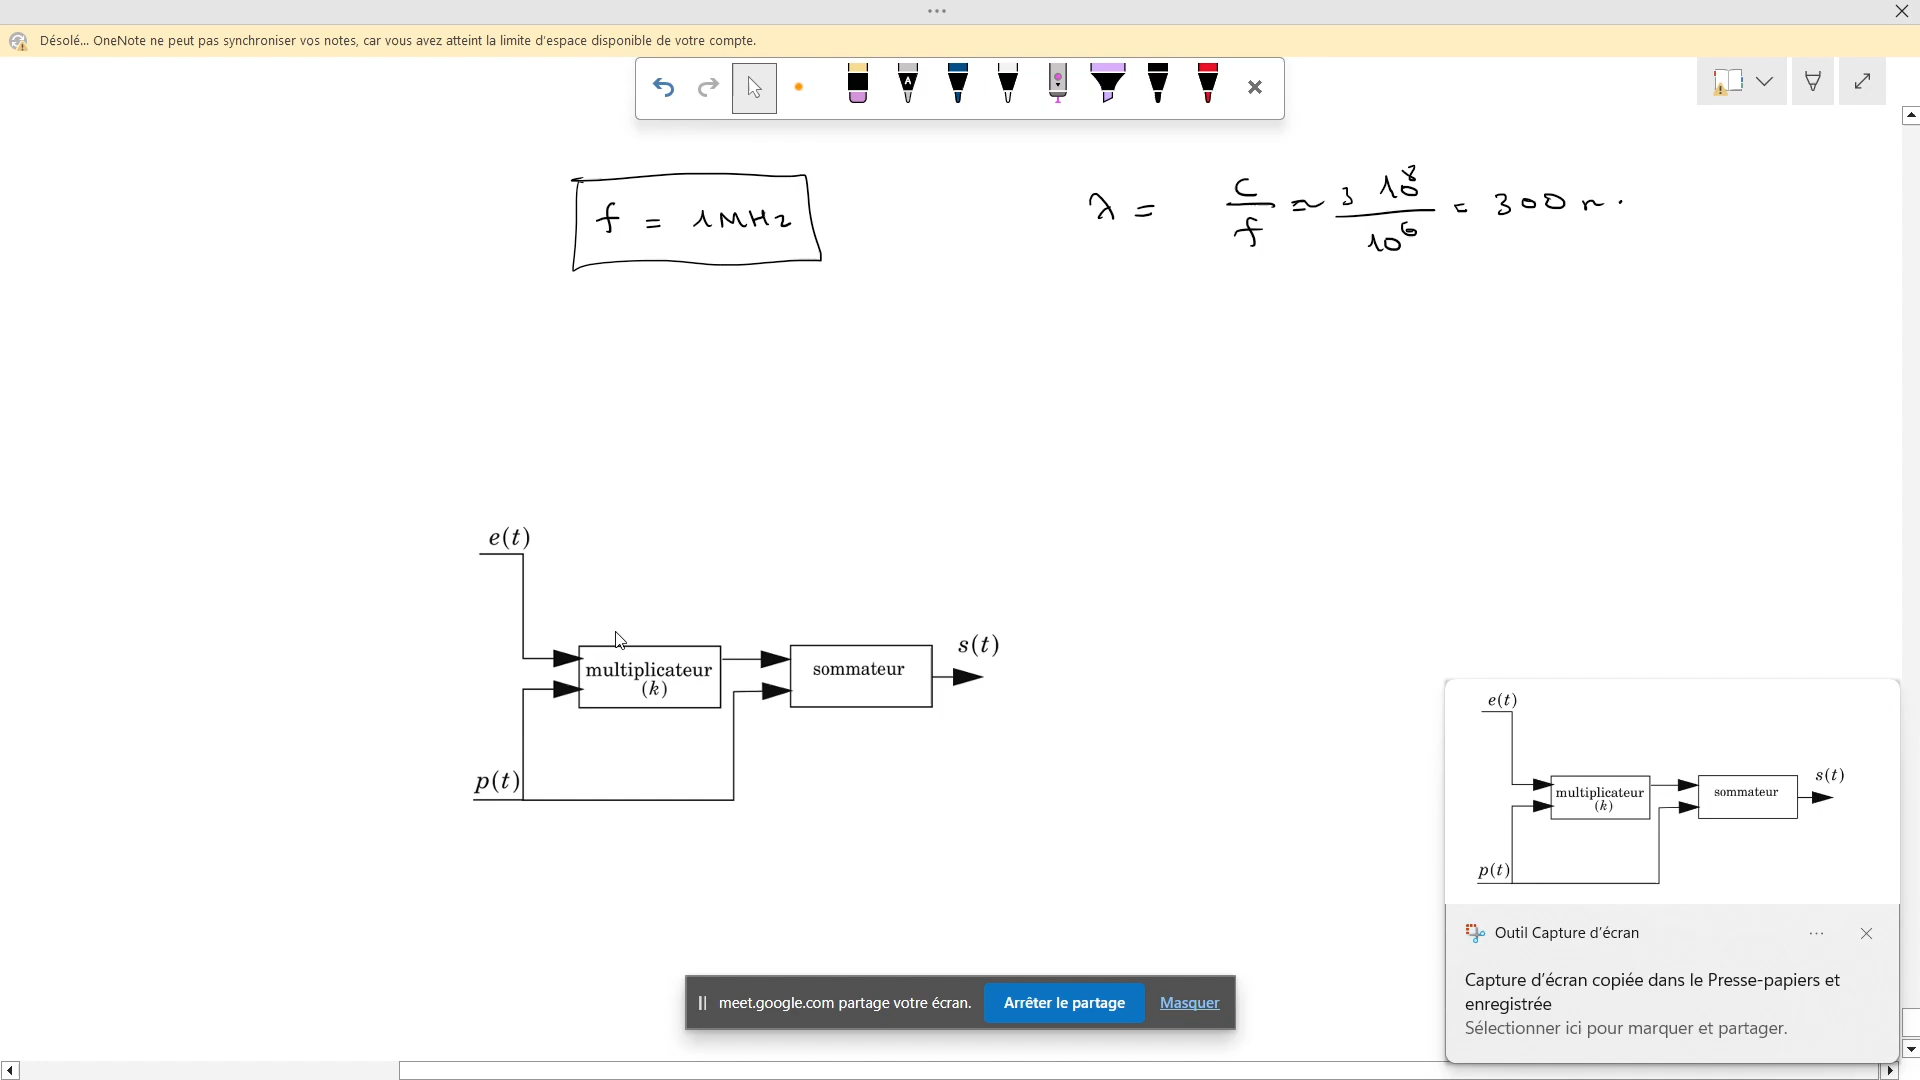 Désolé... OneNote ne peut pas synchroniser vos notes, car vous avez atteint la limite d'espace disponible de votre compte.
A
f = 1MHz
λ = c/f ≈ 3 10⁸/10⁶ = 300 m.
e(t)
s(t)
multiplicateur
(k)
sommateur
p(t)
e(t)
s(t)
multiplicateur
(k)
sommateur
p(t)
Outil Capture d'écran
Capture d'écran copiée dans le Presse-papiers et
enregistrée
Sélectionner ici pour marquer et partager.
meet.google.com partage votre écran.
Arrêter le partage
Masquer